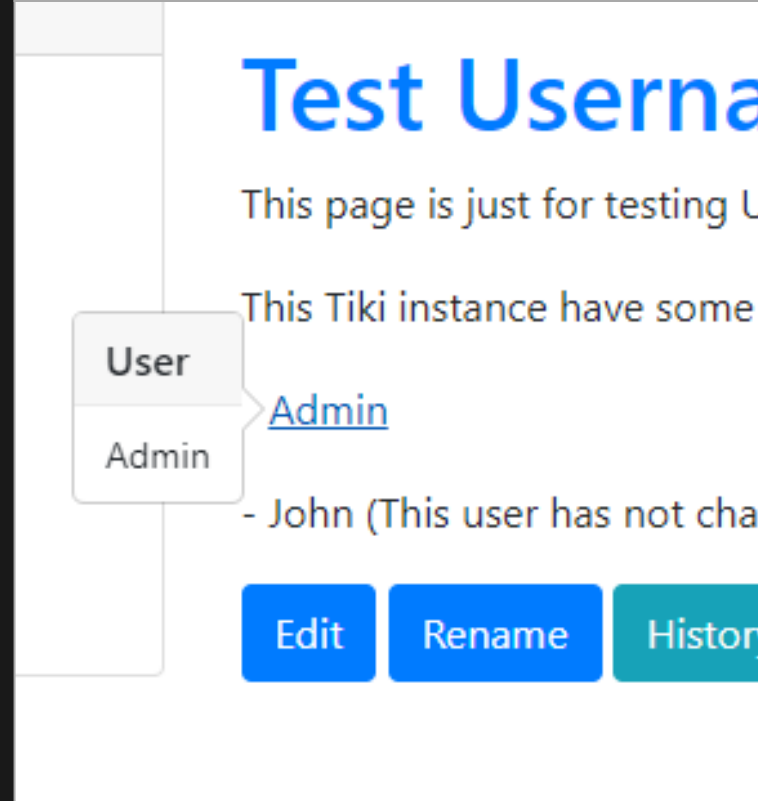 Test Userna
This page is just for testing U
This Tiki instance have some
User
Admin
Admin
- John (This user has not cha
Edit Rename History